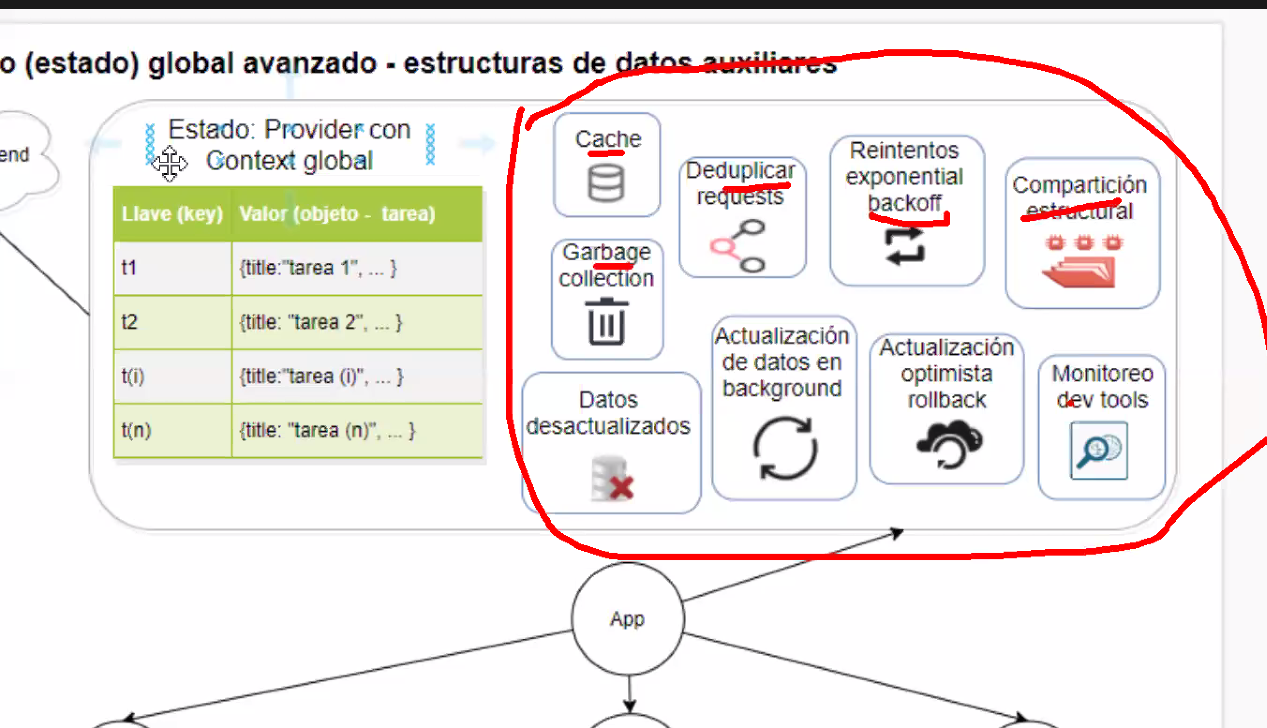 o (estado) global avanzado - estructuras de datos auxiliares
end
Estado: Provider con
Context global
Llave (key) Valor (objeto - tarea)
t1 {title:"tarea 1", ... }
t2 {title: "tarea 2", ... }
t(i) {title:"tarea (i)", ... }
t(n) {title: "tarea (n)", ... }
Cache
Deduplicar
requests
Reintentos
exponential
backoff
Compartición
estructural
Garbage
collection
Datos
desactualizados
Actualización
de datos en
background
Actualización
optimista
rollback
Monitoreo
dev tools
App